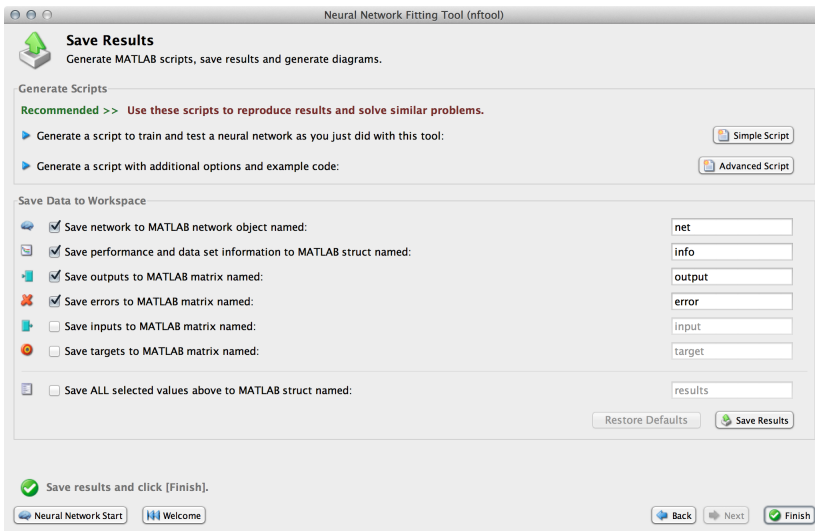 Neural Network Fitting Tool (nftool)
Save Results
Generate MATLAB scripts, save results and generate diagrams.
Generate Scripts
Recommended >> Use these scripts to reproduce results and solve similar problems.
Generate a script to train and test a neural network as you just did with this tool: Simple Script
Generate a script with additional options and example code: Advanced Script
Save Data to Workspace
Save network to MATLAB network object named: net
Save performance and data set information to MATLAB struct named: info
Save outputs to MATLAB matrix named: output
Save errors to MATLAB matrix named: error
Save inputs to MATLAB matrix named: input
Save targets to MATLAB matrix named: target
Save ALL selected values above to MATLAB struct named: results
Restore Defaults Save Results
Save results and click [Finish].
Neural Network Start Welcome Back Next Finish